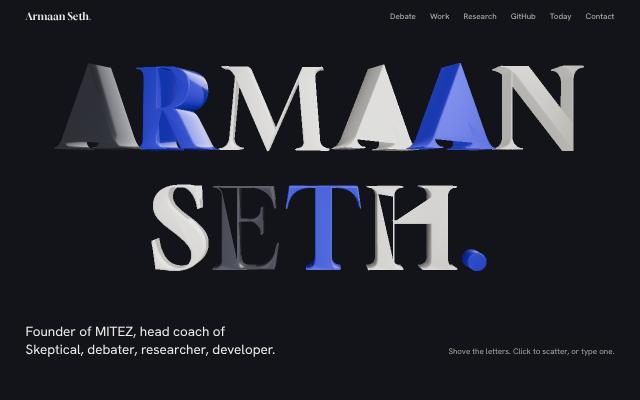 Armaan Seth.
Debate Work Research GitHub Today Contact
ARMAAN
SETH.
Founder of MITEZ, head coach of
Skeptical, debater, researcher, developer.
Shove the letters. Click to scatter, or type one.